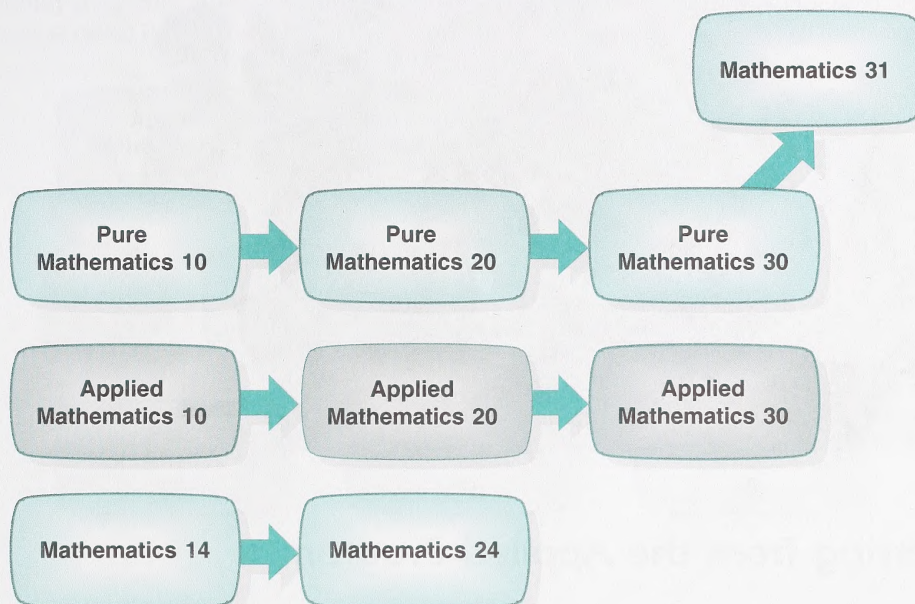 Mathematics 31
Pure
Mathematics 10
Pure
Mathematics 20
Pure
Mathematics 30
Applied
Mathematics 10
Applied
Mathematics 20
Applied
Mathematics 30
Mathematics 14
Mathematics 24